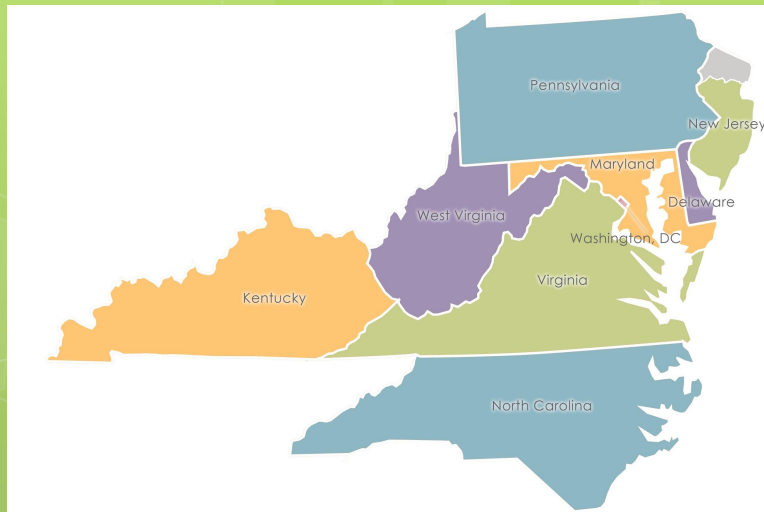 Pennsylvania
New Jersey
Maryland
Delaware
West Virginia
Washington, DC
Virginia
Kentucky
North Carolina